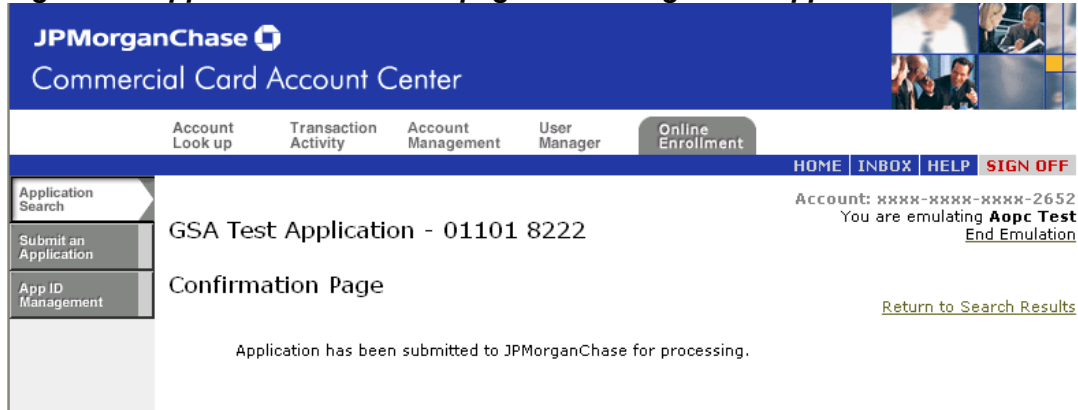 JPMorganChase
Commercial Card Account Center
Account Look up
Transaction Activity
Account Management
User Manager
Online Enrollment
HOME INBOX HELP SIGN OFF
Application Search
Submit an Application
App ID Management
Account: xxxx-xxxx-xxxx-2652
You are emulating Aopc Test
End Emulation
GSA Test Application - 01101 8222
Confirmation Page
Return to Search Results
Application has been submitted to JPMorganChase for processing.